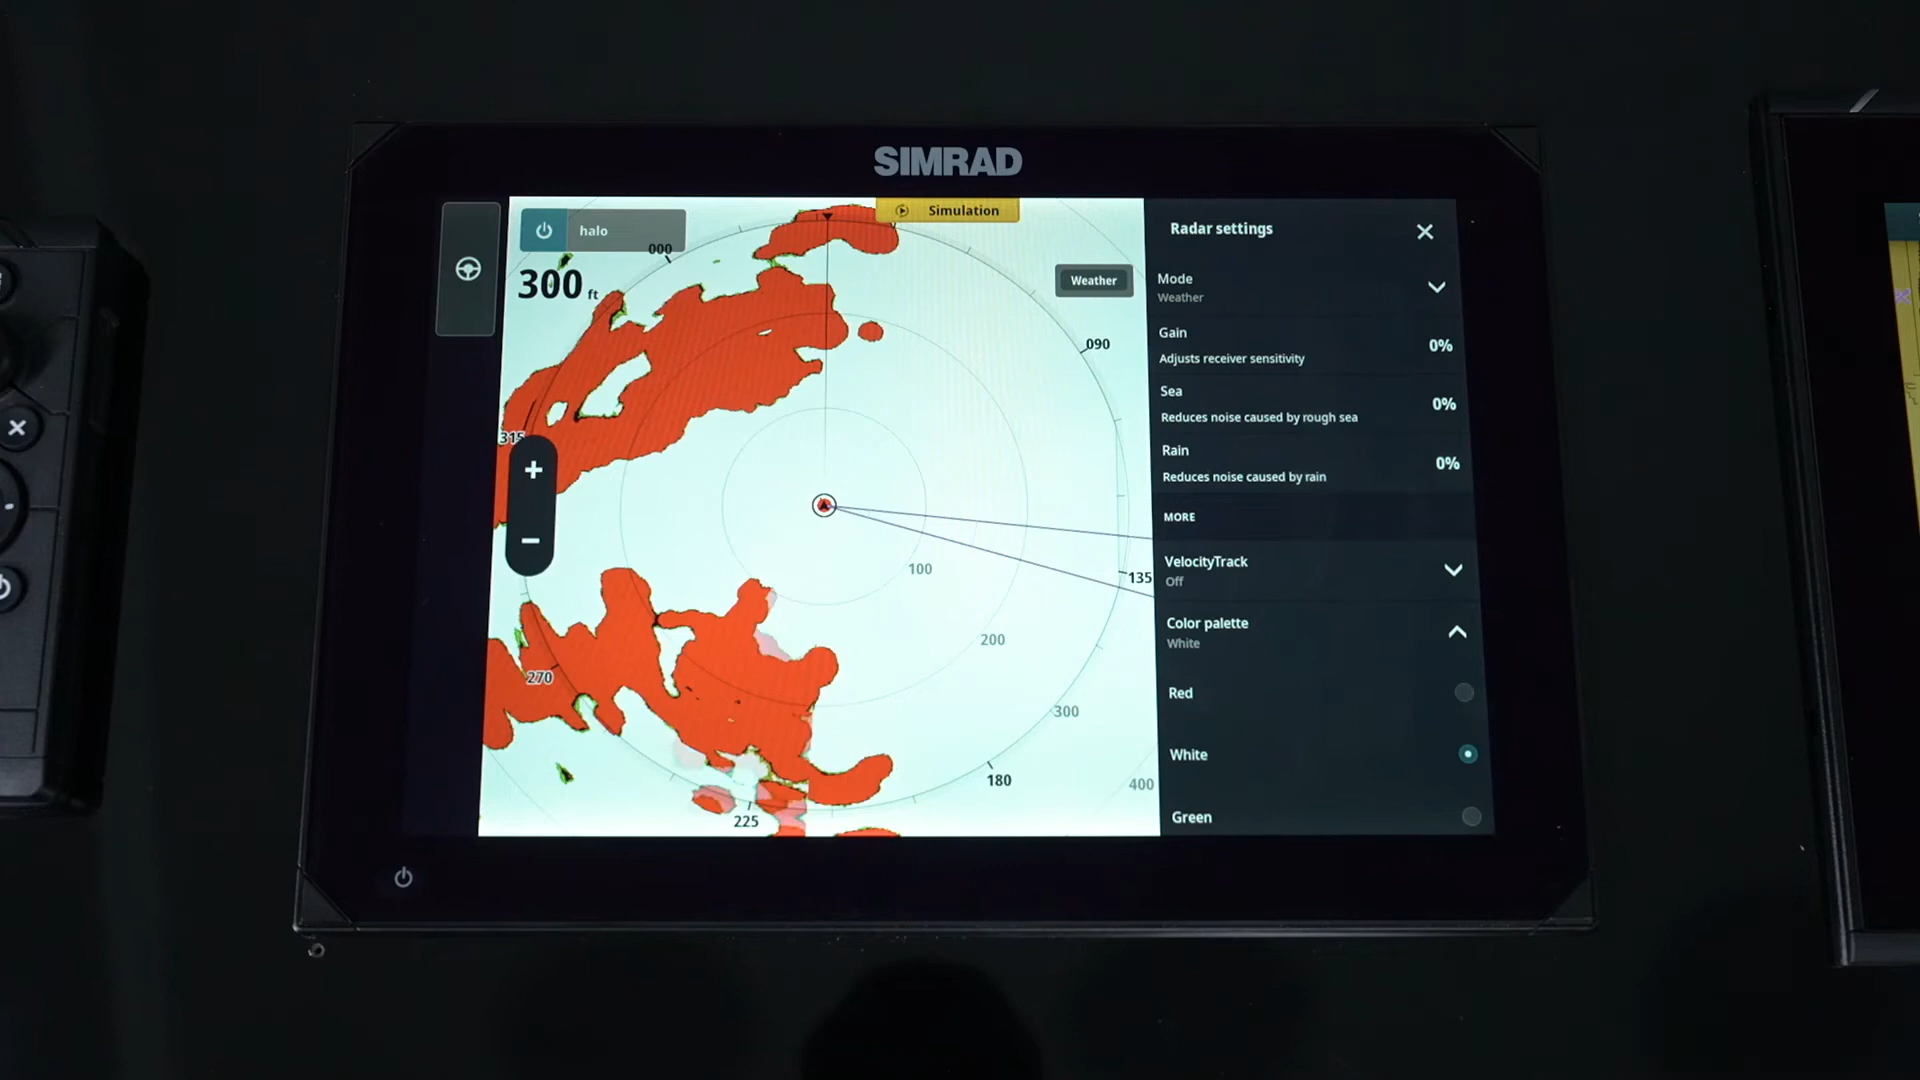 SIMRAD
halo
Simulation
300 ft
000
Weather
090
315
135
100
200
270
300
180
400
225
Radar settings
Mode
Weather
Gain
Adjusts receiver sensitivity
0%
Sea
Reduces noise caused by rough sea
0%
Rain
Reduces noise caused by rain
0%
MORE
VelocityTrack
Off
Color palette
White
Red
White
Green